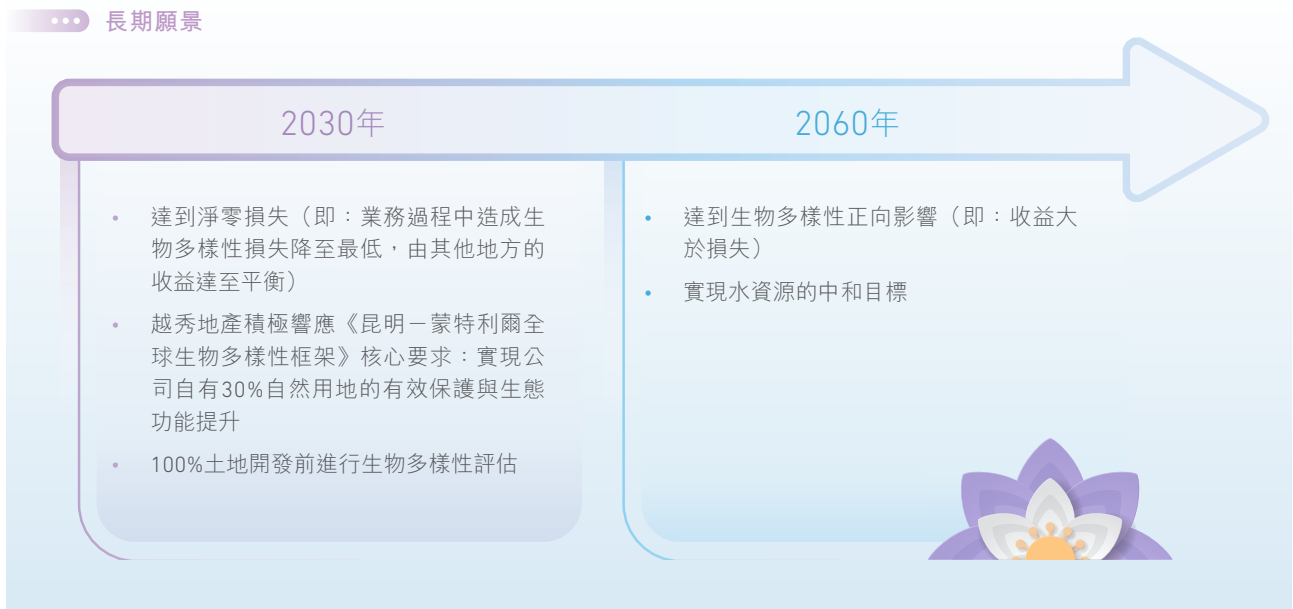 長期願景
2030年
2060年
• 達到淨零損失（即：業務過程中造成生
物多樣性損失降至最低，由其他地方的
收益達至平衡）
• 越秀地產積極響應《昆明－蒙特利爾全
球生物多樣性框架》核心要求：實現公
司自有30%自然用地的有效保護與生態
功能提升
• 100%土地開發前進行生物多樣性評估
• 達到生物多樣性正向影響（即：收益大
於損失）
• 實現水資源的中和目標